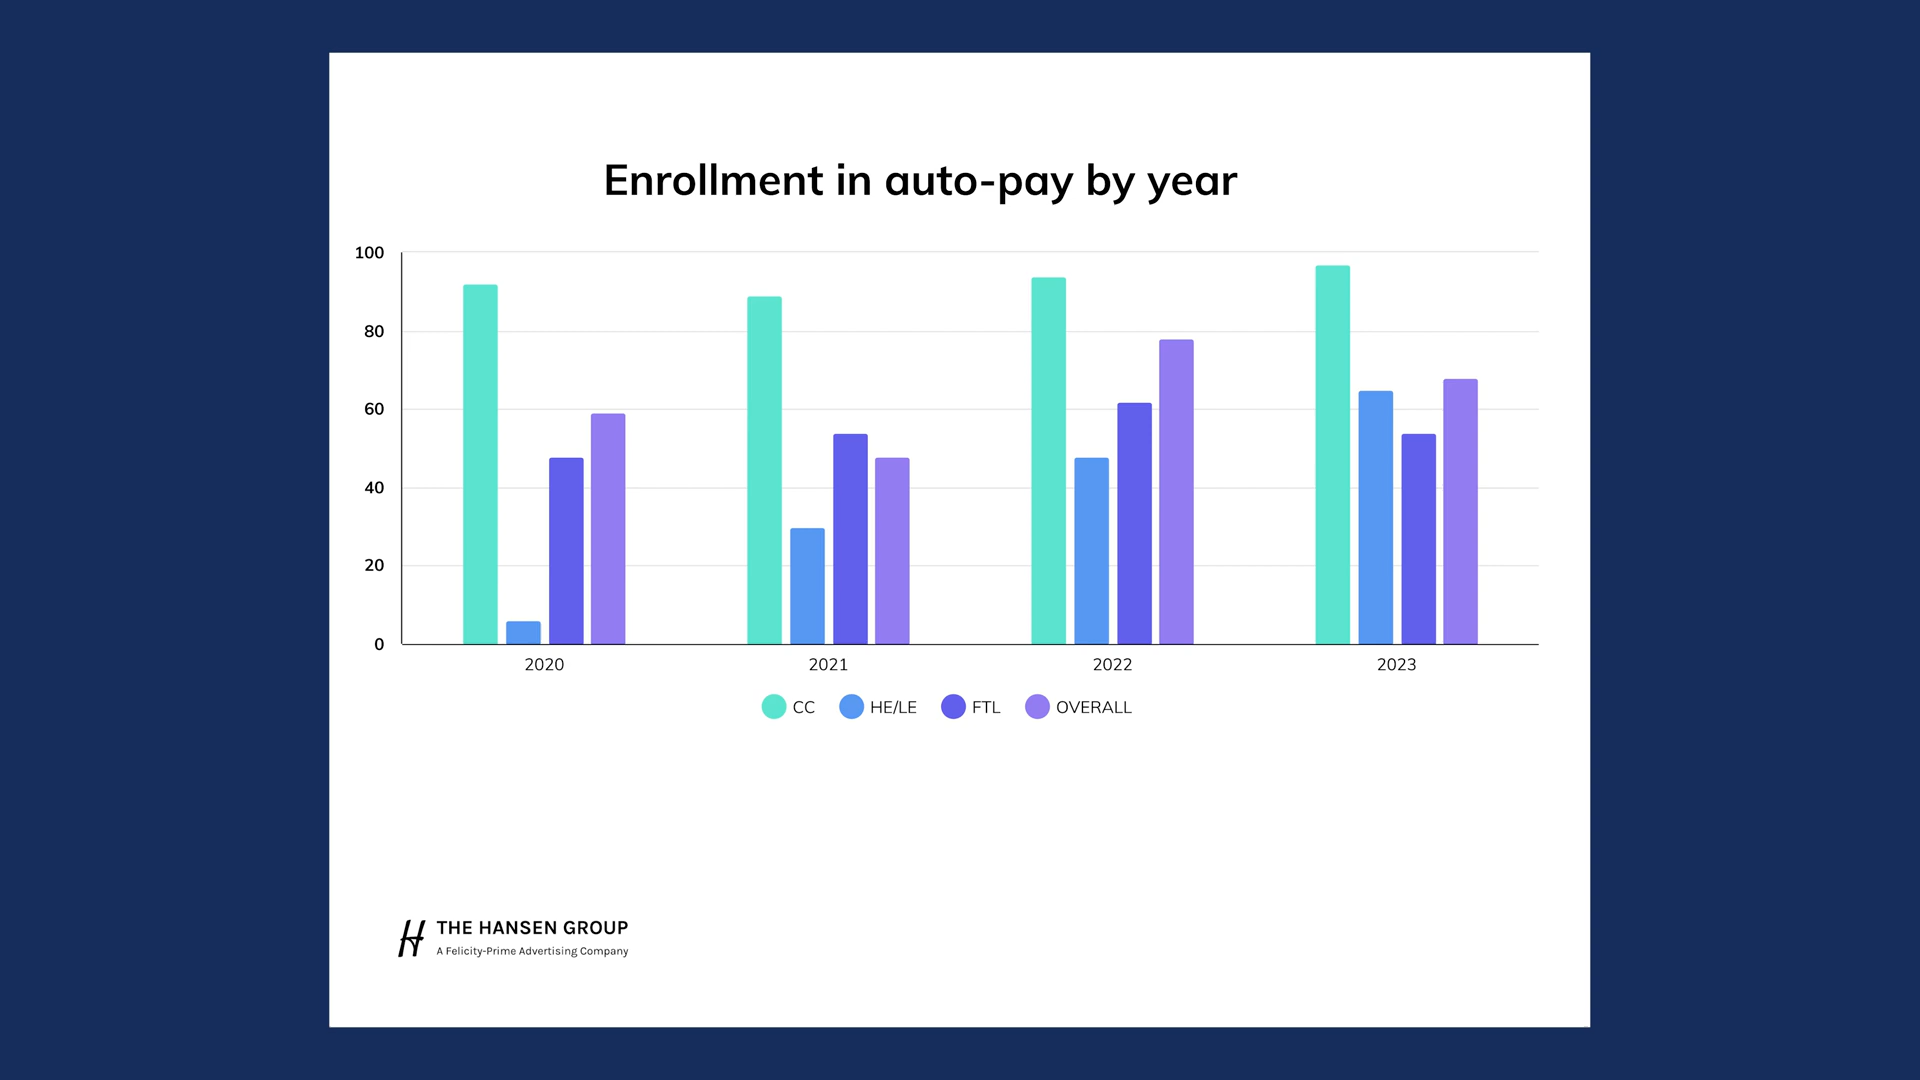 Enrollment in auto-pay by year
100
80
60
40
20
0
2020 2021 2022 2023
CC HE/LE FTL OVERALL
THE HANSEN GROUP
A Felicity-Prime Advertising Company